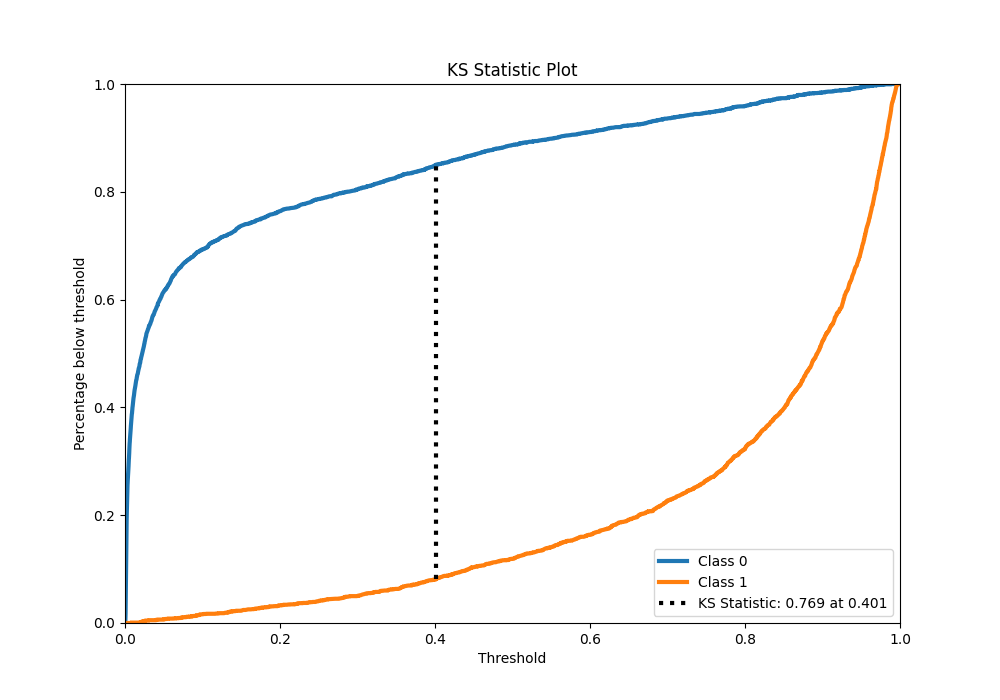 KS Statistic Plot
1.0
0.8
0.6
0.4
0.2
0.0
Percentage below threshold
0.0 0.2 0.4 0.6 0.8 1.0
Threshold
Class 0
Class 1
KS Statistic: 0.769 at 0.401